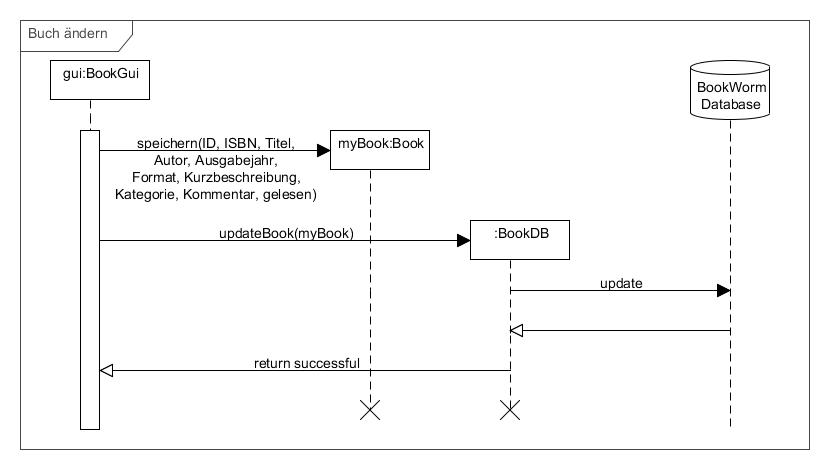 Buch ändern
gui:BookGui
BookWorm
Database
speichern(ID, ISBN, Titel,
Autor, Ausgabejahr,
Format, Kurzbeschreibung,
Kategorie, Kommentar, gelesen)
myBook:Book
updateBook(myBook)
:BookDB
update
return successful